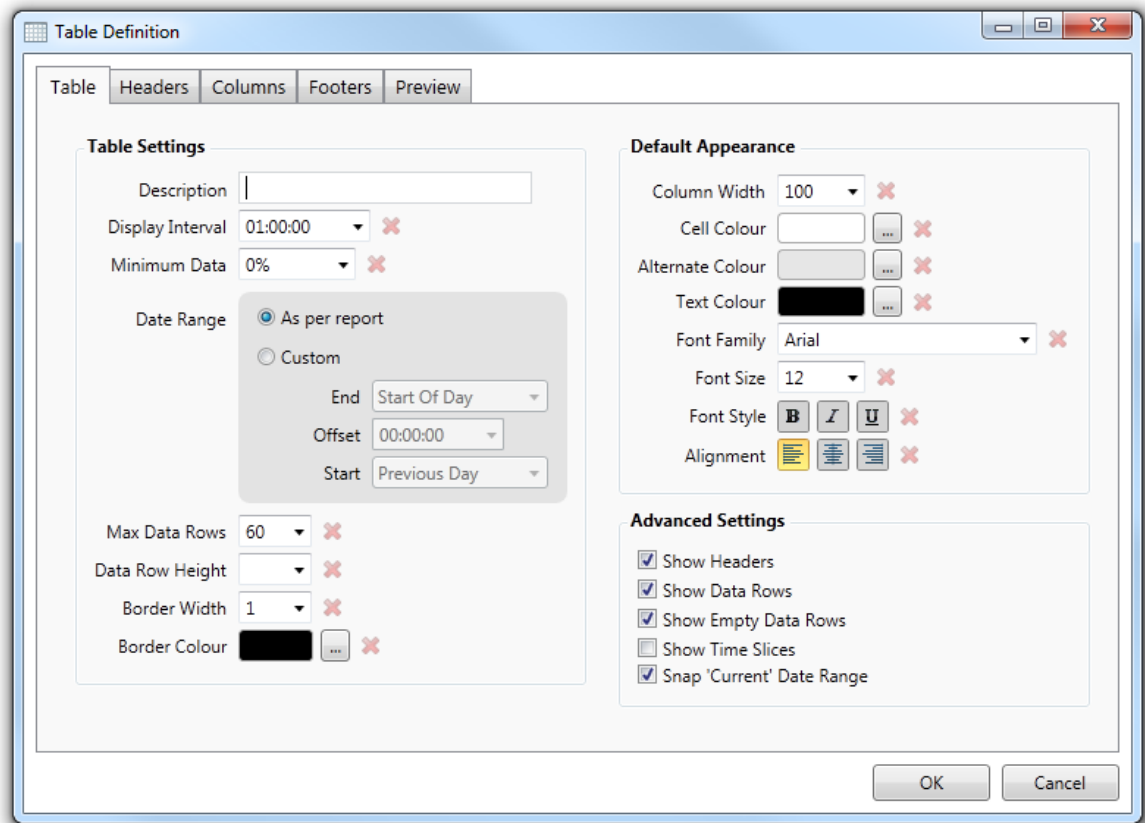 Table Definition
Table Headers Columns Footers Preview
Table Settings
Description
Display Interval 01:00:00
Minimum Data 0%
Date Range
As per report
Custom
End Start Of Day
Offset 00:00:00
Start Previous Day
Max Data Rows 60
Data Row Height
Border Width 1
Border Colour ...
Default Appearance
Column Width 100
Cell Colour ...
Alternate Colour ...
Text Colour ...
Font Family Arial
Font Size 12
Font Style B I U
Alignment
Advanced Settings
Show Headers
Show Data Rows
Show Empty Data Rows
Show Time Slices
Snap 'Current' Date Range
OK Cancel